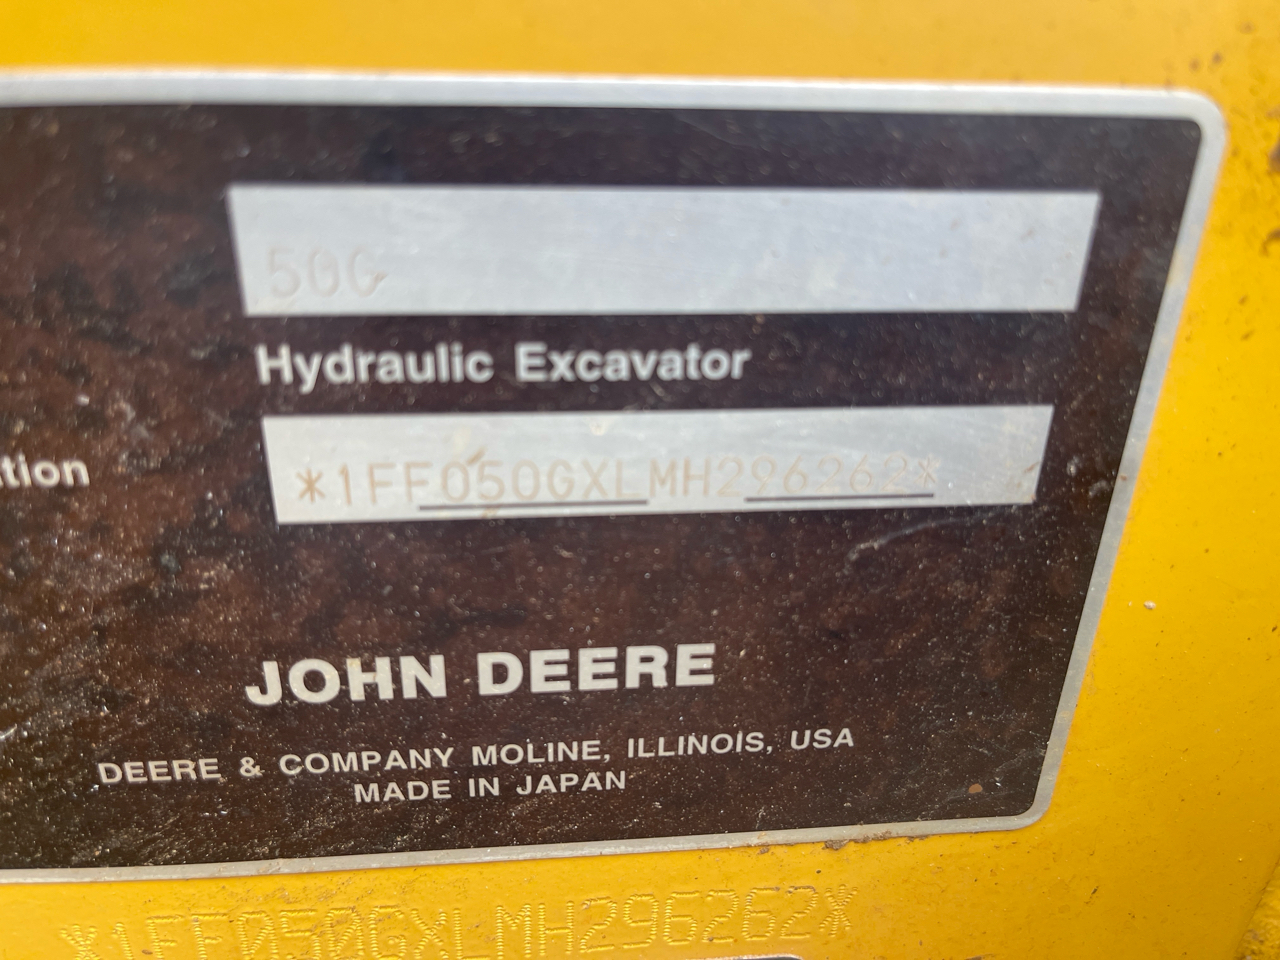 50G
Hydraulic Excavator
*1FF050GXLMH296262*
tion
JOHN DEERE
DEERE & COMPANY MOLINE, ILLINOIS, USA
MADE IN JAPAN
*1FF050GXLMH296262*